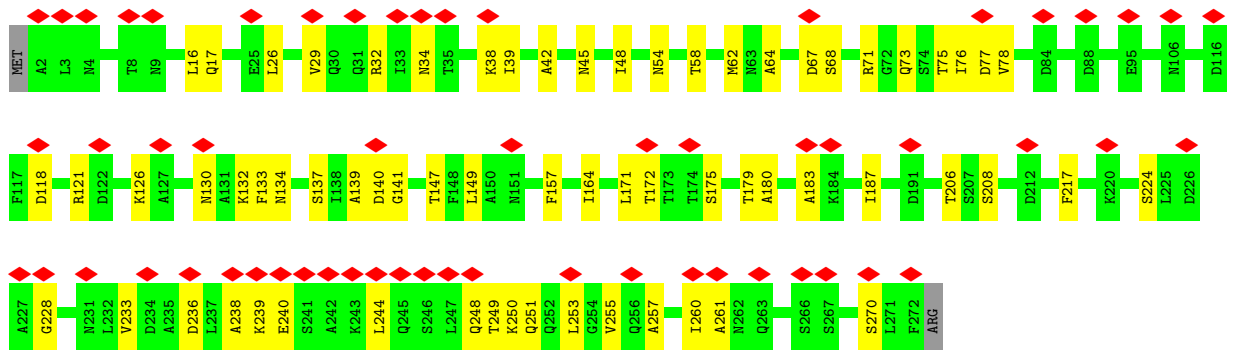 MET A2 L3 N4 T8 N9 L16 Q17 E25 L26 V29 Q30 Q31 R32 I33 N34 T35 K38 I39 A42 N45 I48 N54 T58 M62 N63 A64 D67 S68 R71 G72 Q73 S74 T75 I76 D77 V78 D84 D88 E95 N106 D116
F117 D118 R121 D122 K126 A127 N130 A131 K132 F133 N134 S137 I138 A139 D140 G141 T147 F148 L149 A150 N151 F157 I164 L171 T172 T173 T174 S175 T179 A180 A183 K184 I187 D191 T206 S207 S208 D212 F217 K220 S224 L225 D226
A227 G228 N231 L232 V233 D234 A235 D236 L237 A238 K239 E240 S241 A242 K243 L244 Q245 S246 L247 Q248 T249 K250 Q251 Q252 L253 G254 V255 Q256 A257 I260 A261 N262 Q263 S266 S267 S270 L271 F272 ARG